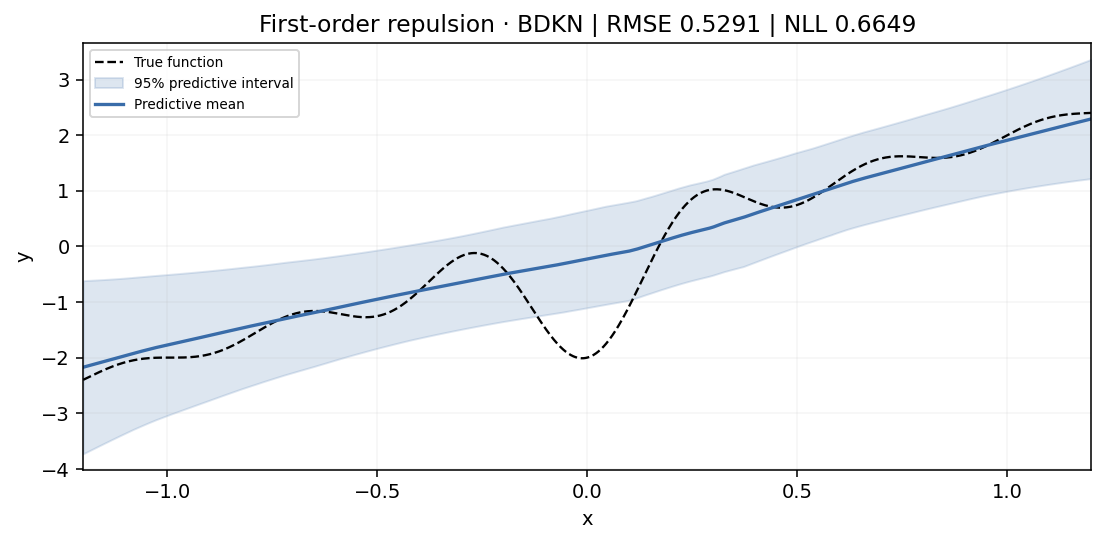 First-order repulsion · BDKN | RMSE 0.5291 | NLL 0.6649
True function
95% predictive interval
Predictive mean
3
2
1
0
−1
−2
−3
−4
y
−1.0 −0.5 0.0 0.5 1.0
x